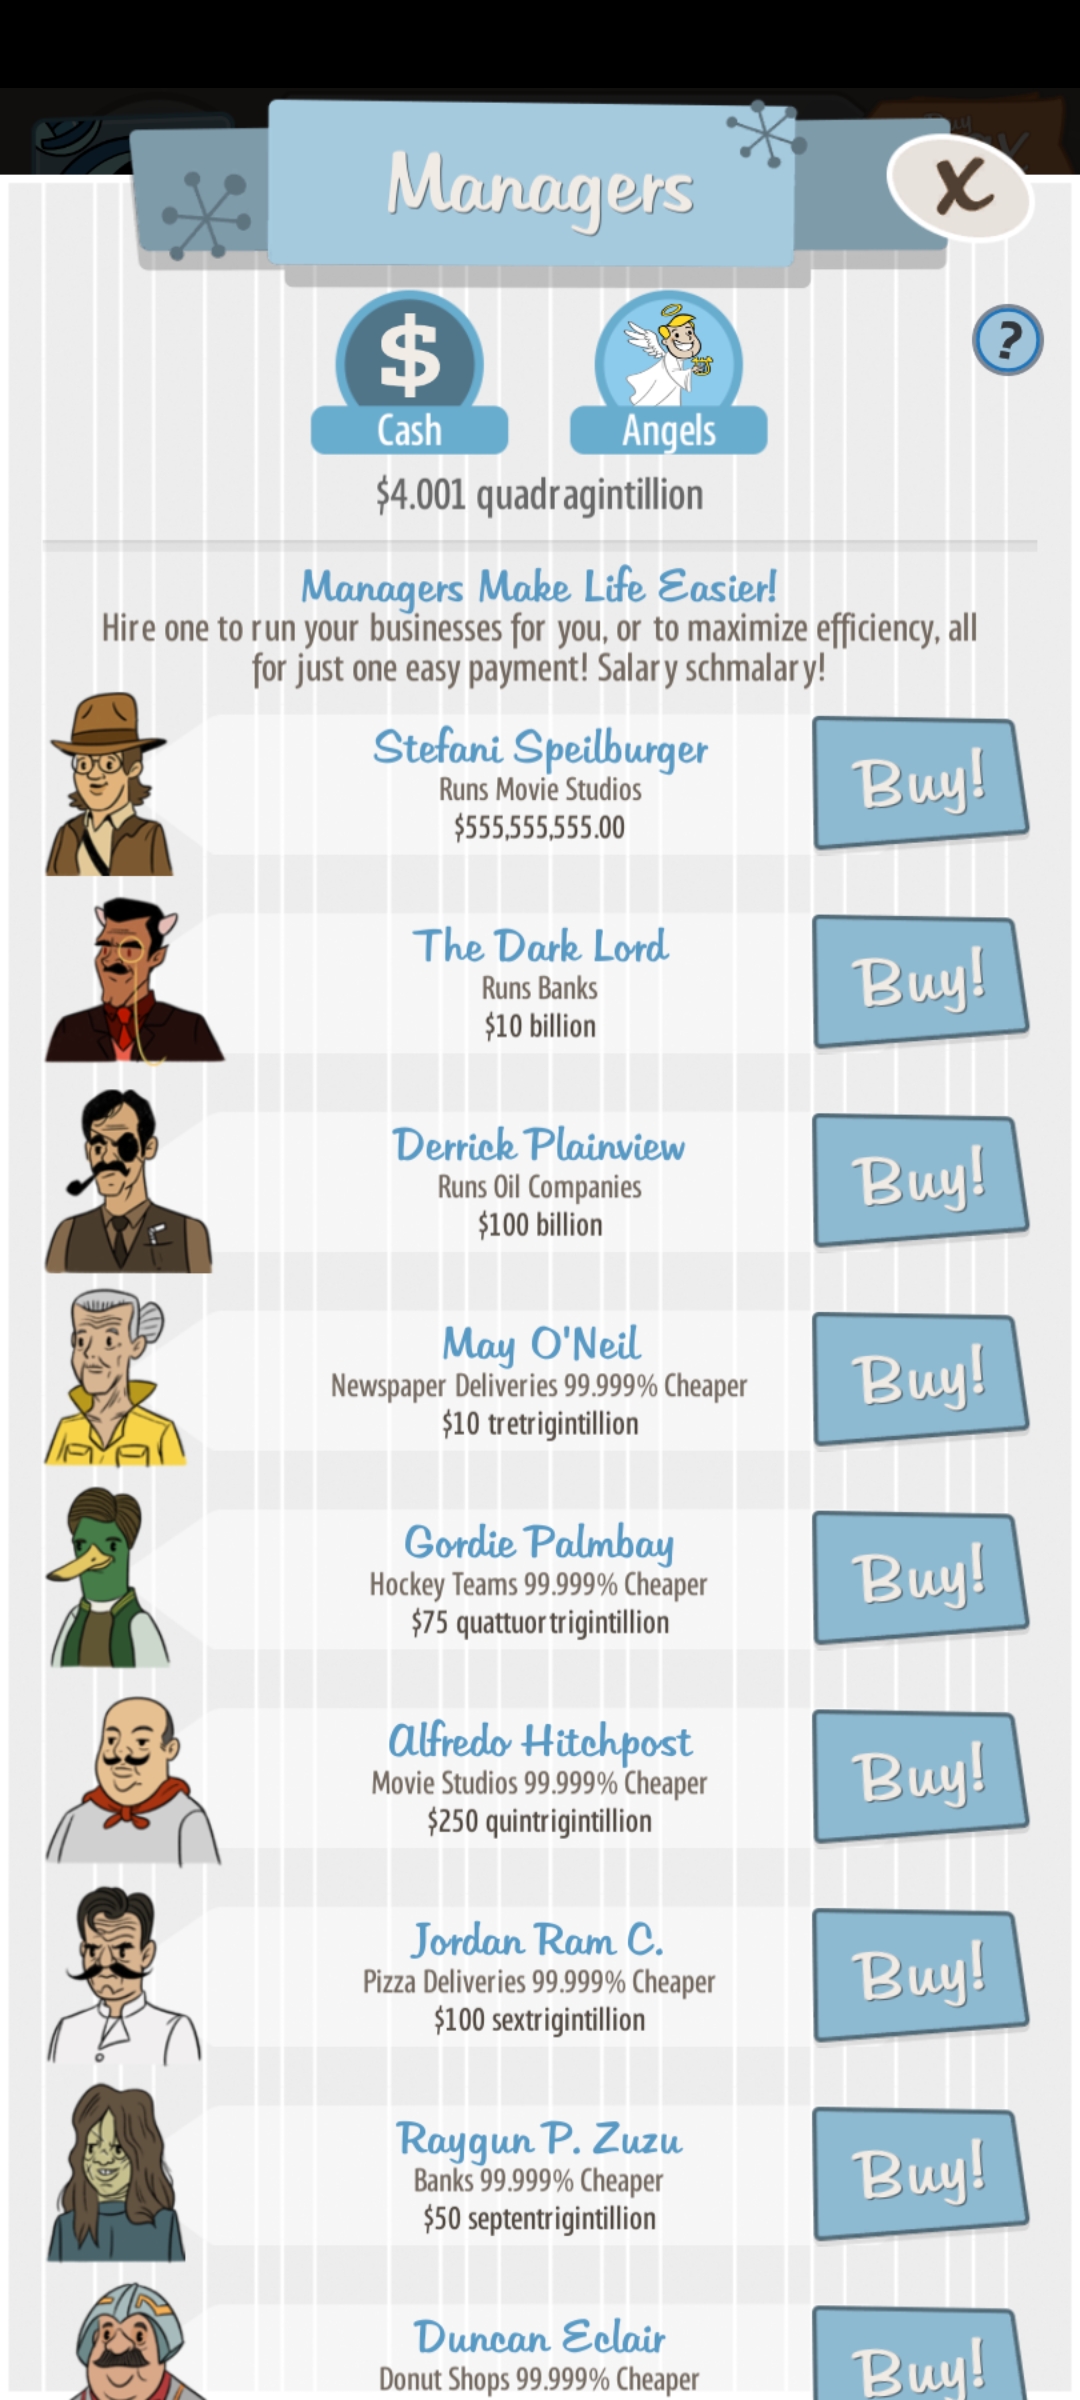 Managers
X
$
?
Cash
Angels
$4.001 quadragintillion
Managers Make Life Easier!
Hire one to run your businesses for you, or to maximize efficiency, all
for just one easy payment! Salary schmalary!
Stefani Speilburger
Runs Movie Studios
$555,555,555.00
Buy!
The Dark Lord
Runs Banks
$10 billion
Buy!
Derrick Plainview
Runs Oil Companies
$100 billion
Buy!
May O'Neil
Newspaper Deliveries 99.999% Cheaper
$10 tretrigintillion
Buy!
Gordie Palmbay
Hockey Teams 99.999% Cheaper
$75 quattuortrigintillion
Buy!
Alfredo Hitchpost
Movie Studios 99.999% Cheaper
$250 quintrigintillion
Buy!
Jordan Ram C.
Pizza Deliveries 99.999% Cheaper
$100 sextrigintillion
Buy!
Raygun P. Zuzu
Banks 99.999% Cheaper
$50 septentrigintillion
Buy!
Duncan Eclair
Donut Shops 99.999% Cheaper
Buy!